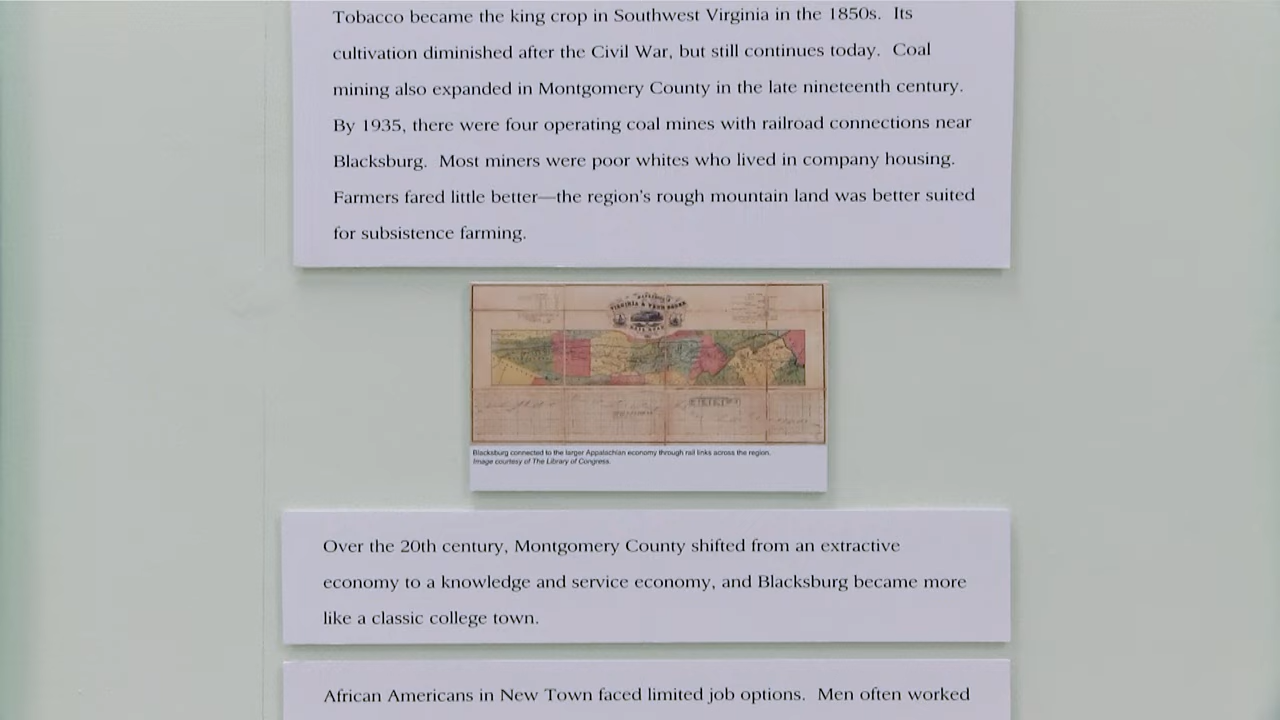 Tobacco became the king crop in Southwest Virginia in the 1850s. Its
cultivation diminished after the Civil War, but still continues today. Coal
mining also expanded in Montgomery County in the late nineteenth century.
By 1935, there were four operating coal mines with railroad connections near
Blacksburg. Most miners were poor whites who lived in company housing.
Farmers fared little better—the region's rough mountain land was better suited
for subsistence farming.
VIRGINIA & TENN
Blacksburg connected to the larger Appalachian economy through rail links across the region.
Image courtesy of The Library of Congress.
Over the 20th century, Montgomery County shifted from an extractive
economy to a knowledge and service economy, and Blacksburg became more
like a classic college town.
African Americans in New Town faced limited job options. Men often worked